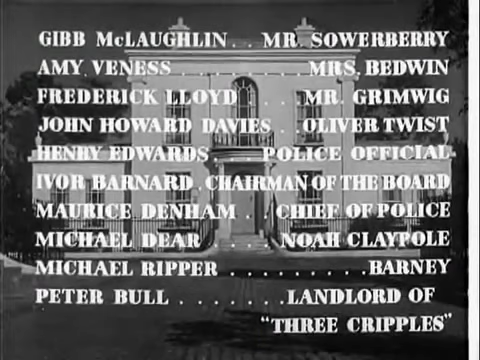 GIBB McLAUGHLIN . . MR. SOWERBERRY
AMY VENESS . . . . . . . . . . . MRS. BEDWIN
FREDERICK LLOYD . . . MR. GRIMWIG
JOHN HOWARD DAVIES . . OLIVER TWIST
HENRY EDWARDS . . . POLICE OFFICIAL
IVOR BARNARD . CHAIRMAN OF THE BOARD
MAURICE DENHAM . . CHIEF OF POLICE
MICHAEL DEAR . . . . NOAH CLAYPOLE
MICHAEL RIPPER . . . . . . . . . BARNEY
PETER BULL . . . . . . . LANDLORD OF
"THREE CRIPPLES"